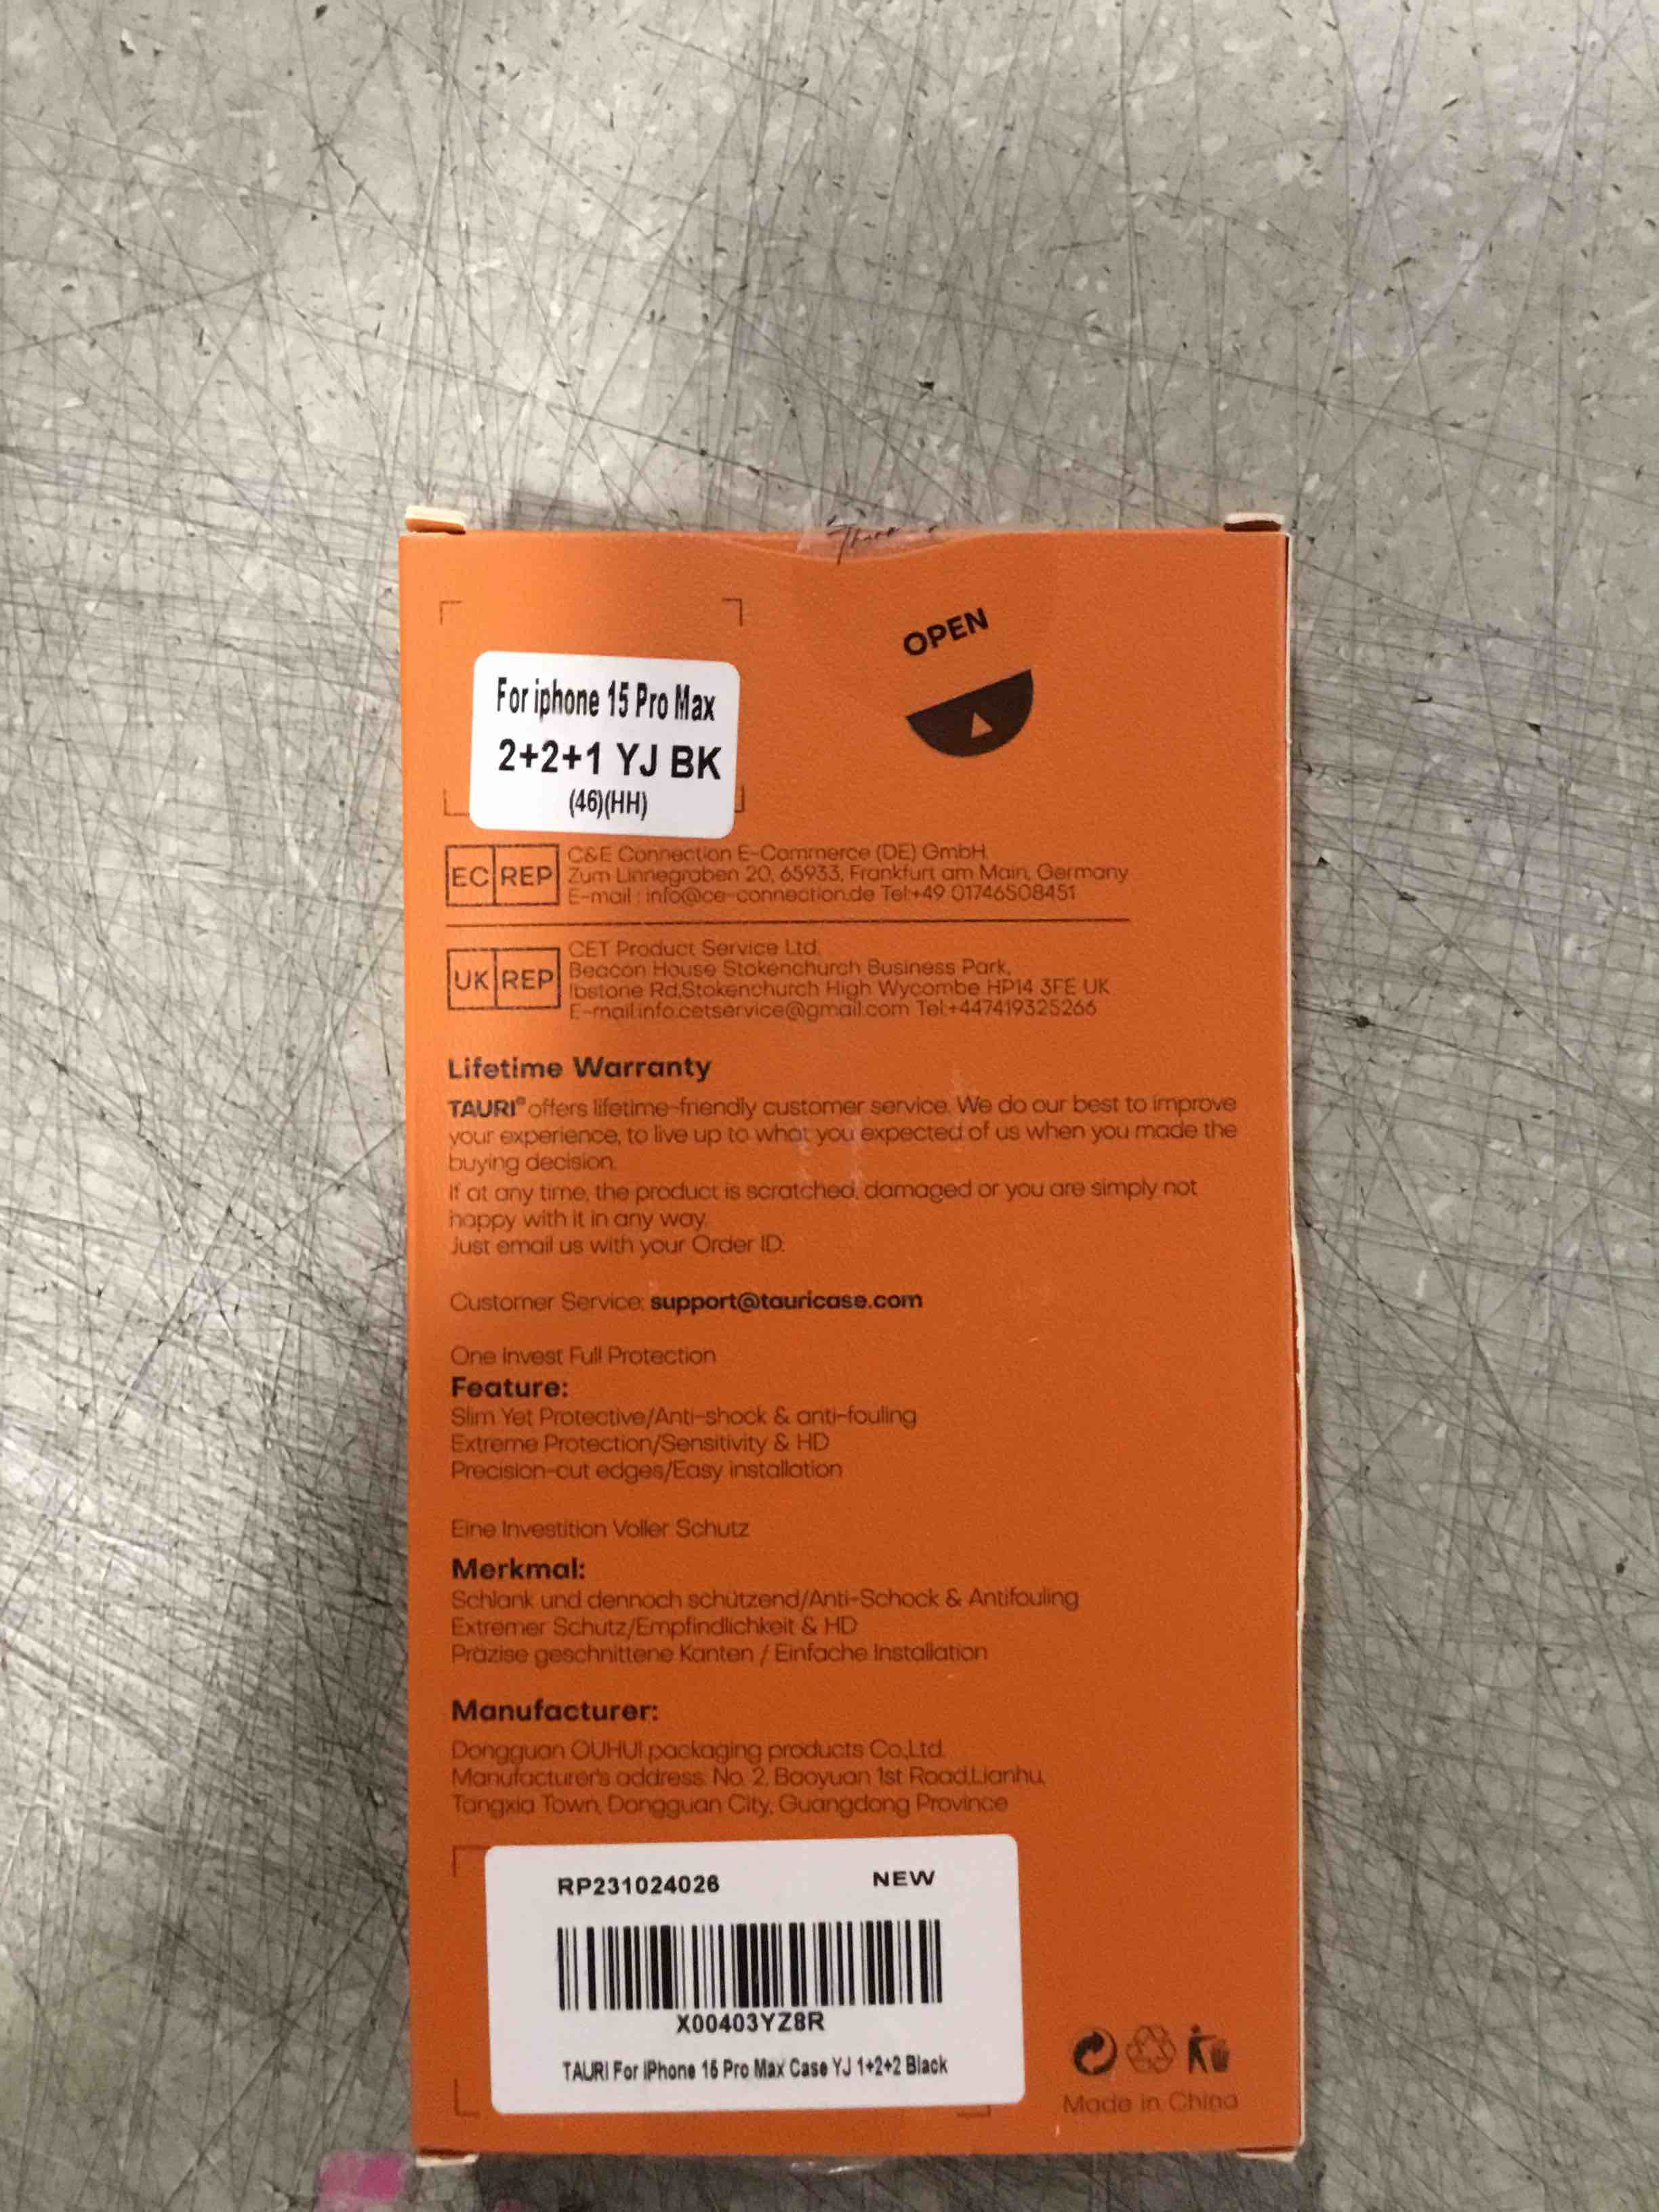 OPEN
For iphone 15 Pro Max
2+2+1 YJ BK
(46)(HH)
EC REP
C&E Connection E-Commerce (DE) GmbH.
Zum Linnegraben 20, 65933, Frankfurt am Main, Germany
E-mail : info@ce-connection.de Tel:+49 01746508451
UK REP
CET Product Service Ltd.
Beacon House Stokenchurch Business Park,
Ibstone Rd,Stokenchurch High Wycombe HP14 3FE UK
E-mail:info.cetservice@gmail.com Tel:+447419325266
Lifetime Warranty
TAURI® offers lifetime-friendly customer service. We do our best to improve
your experience, to live up to what you expected of us when you made the
buying decision.
If at any time, the product is scratched, damaged or you are simply not
happy with it in any way.
Just email us with your Order ID.
Customer Service: support@tauricase.com
One Invest Full Protection
Feature:
Slim Yet Protective/Anti-shock & anti-fouling
Extreme Protection/Sensitivity & HD
Precision-cut edges/Easy installation
Eine Investition Voller Schutz
Merkmal:
Schlank und dennoch schützend/Anti-Schock & Antifouling
Extremer Schutz/Empfindlichkeit & HD
Präzise geschnittene Kanten / Einfache Installation
Manufacturer:
Dongguan OUHUI packaging products Co.,Ltd.
Manufacturer's address: No. 2, Baoyuan 1st Road,Lianhu,
Tangxia Town, Dongguan City, Guangdong Province
RP231024026 NEW
X00403YZ8R
TAURI For iPhone 15 Pro Max Case YJ 1+2+2 Black
Made in China